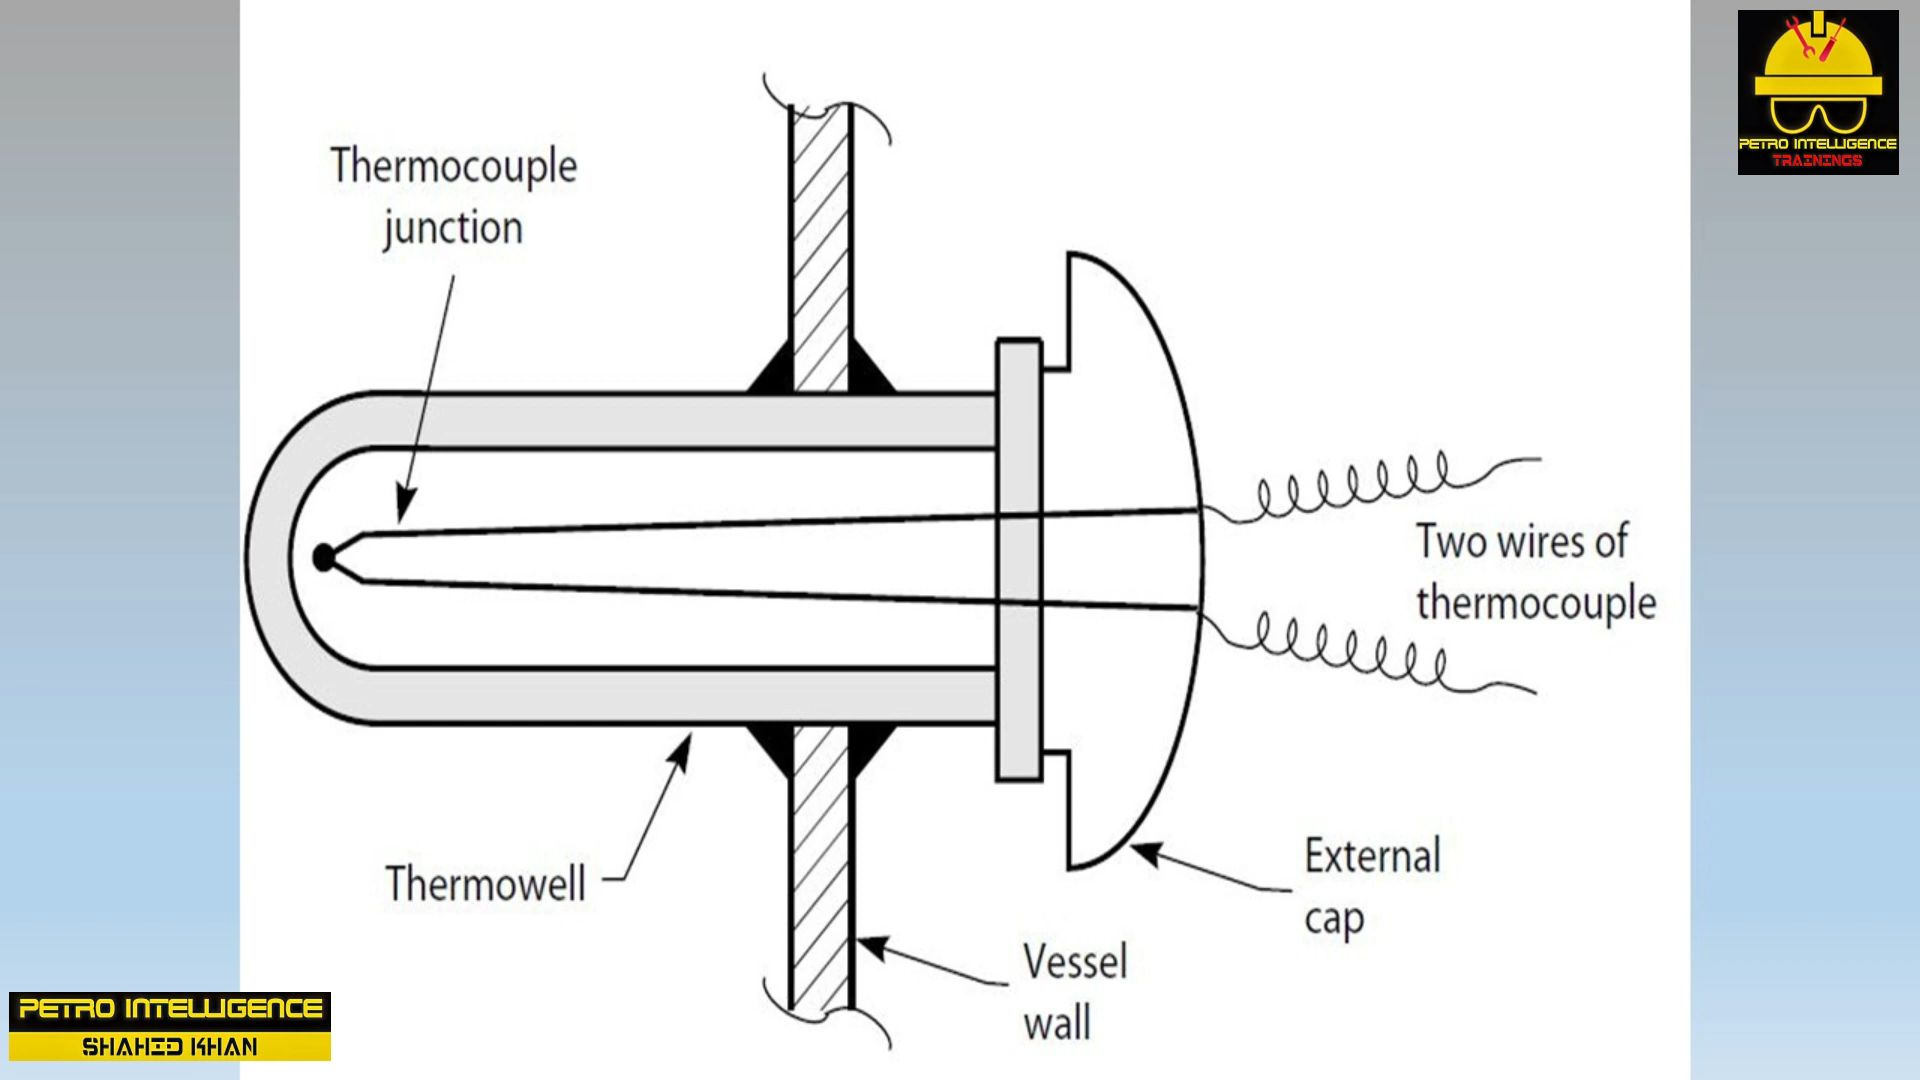 Thermocouple
junction
PETRO INTELLIGENCE
TRAININGS
Two wires of
thermocouple
Thermowell
External
cap
Vessel
wall
PETRO INTELLIGENCE
SHAHID KHAN